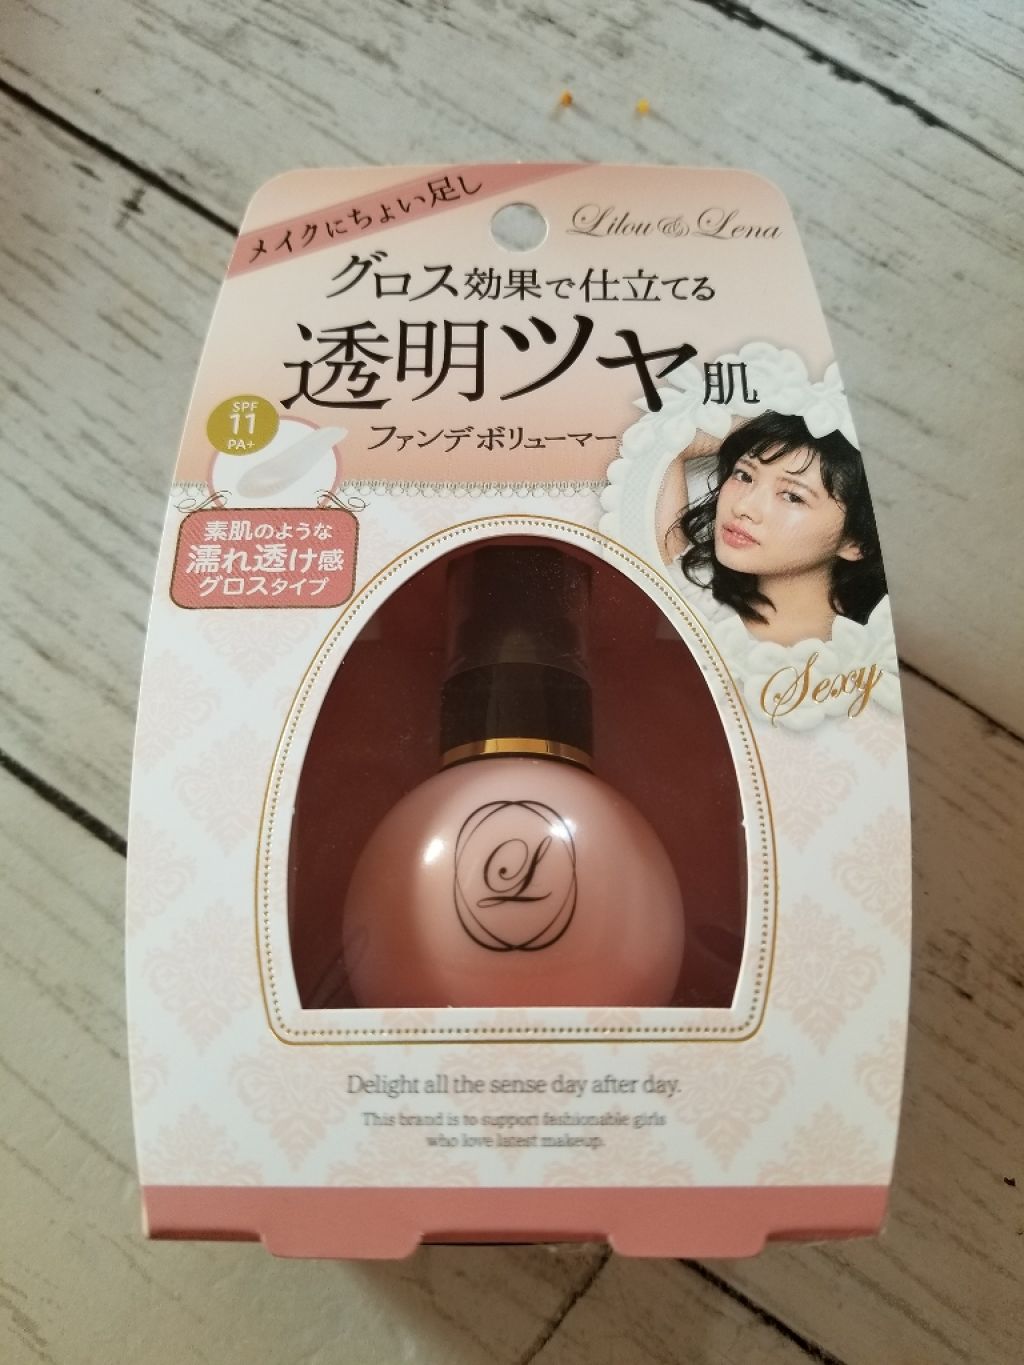 メイクにちょい足し
Lilou & Lena
グロス効果で仕立てる
透明ツヤ肌
ファンデボリューマー
SPF
11
PA+
素肌のような
濡れ透け感
グロスタイプ
Sexy
L
Delight all the sense day after day.
This brand is to support fashionable girls
who love latest makeup.